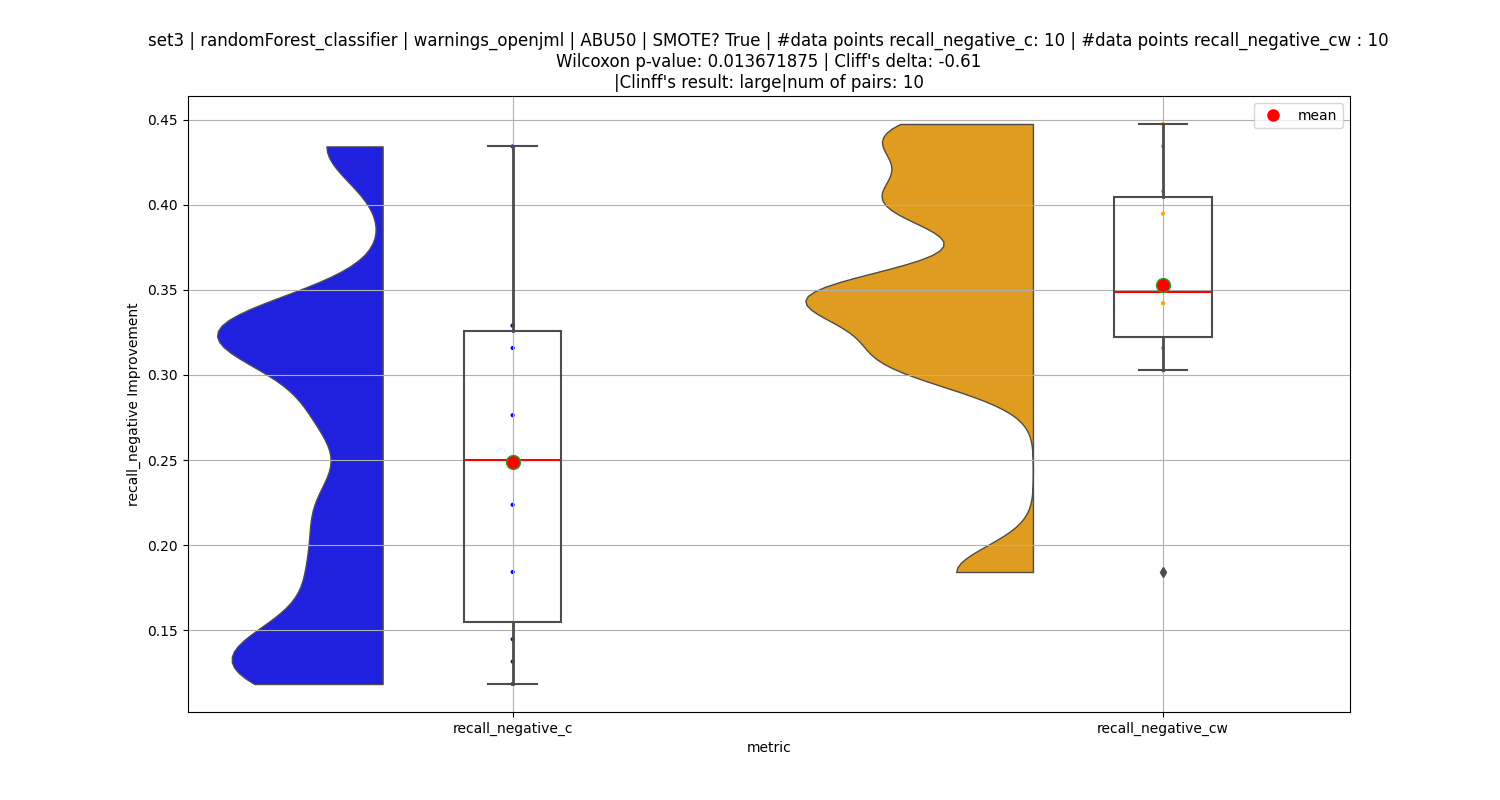 set3 | randomForest_classifier | warnings_openjml | ABU50 | SMOTE? True | #data points recall_negative_c: 10 | #data points recall_negative_cw : 10
Wilcoxon p-value: 0.013671875 | Cliff's delta: -0.61
|Clinff's result: large|num of pairs: 10
mean
recall_negative Improvement
0.45
0.40
0.35
0.30
0.25
0.20
0.15
recall_negative_c
recall_negative_cw
metric